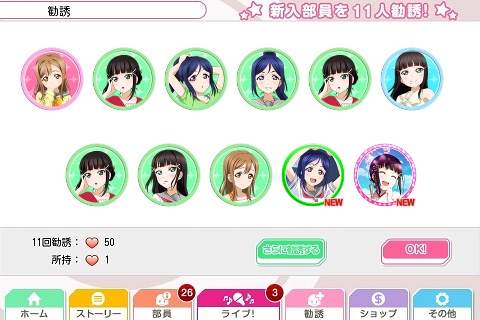 勧誘
新入部員を11人勧誘!
NEW
NEW
11回勧誘: 50
所持: 1
さらに勧誘する
OK!
26
3
ホーム
ストーリー
部員
ライブ!
勧誘
ショップ
その他